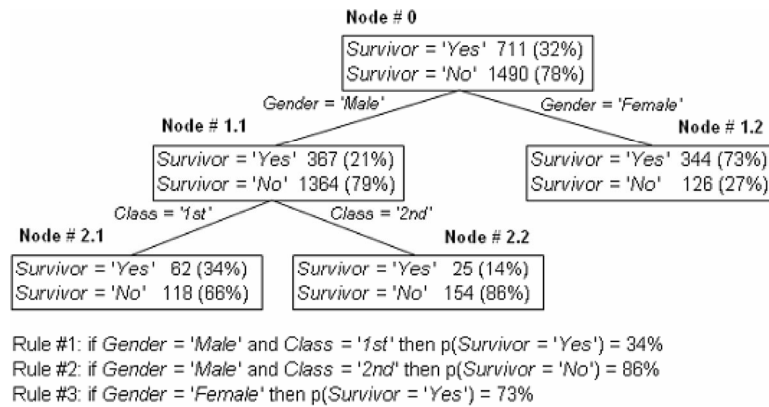 Node # 0
Survivor = 'Yes' 711 (32%)
Survivor = 'No' 1490 (78%)
Gender = 'Male'
Gender = 'Female'
Node # 1.1
Node # 1.2
Survivor = 'Yes' 367 (21%)
Survivor = 'No' 1364 (79%)
Survivor = 'Yes' 344 (73%)
Survivor = 'No' 126 (27%)
Class = '1st'
Class = '2nd'
Node # 2.1
Node # 2.2
Survivor = 'Yes' 62 (34%)
Survivor = 'No' 118 (66%)
Survivor = 'Yes' 25 (14%)
Survivor = 'No' 154 (86%)
Rule #1: if Gender = 'Male' and Class = '1st' then p(Survivor = 'Yes') = 34%
Rule #2: if Gender = 'Male' and Class = '2nd' then p(Survivor = 'No') = 86%
Rule #3: if Gender = 'Female' then p(Survivor = 'Yes') = 73%